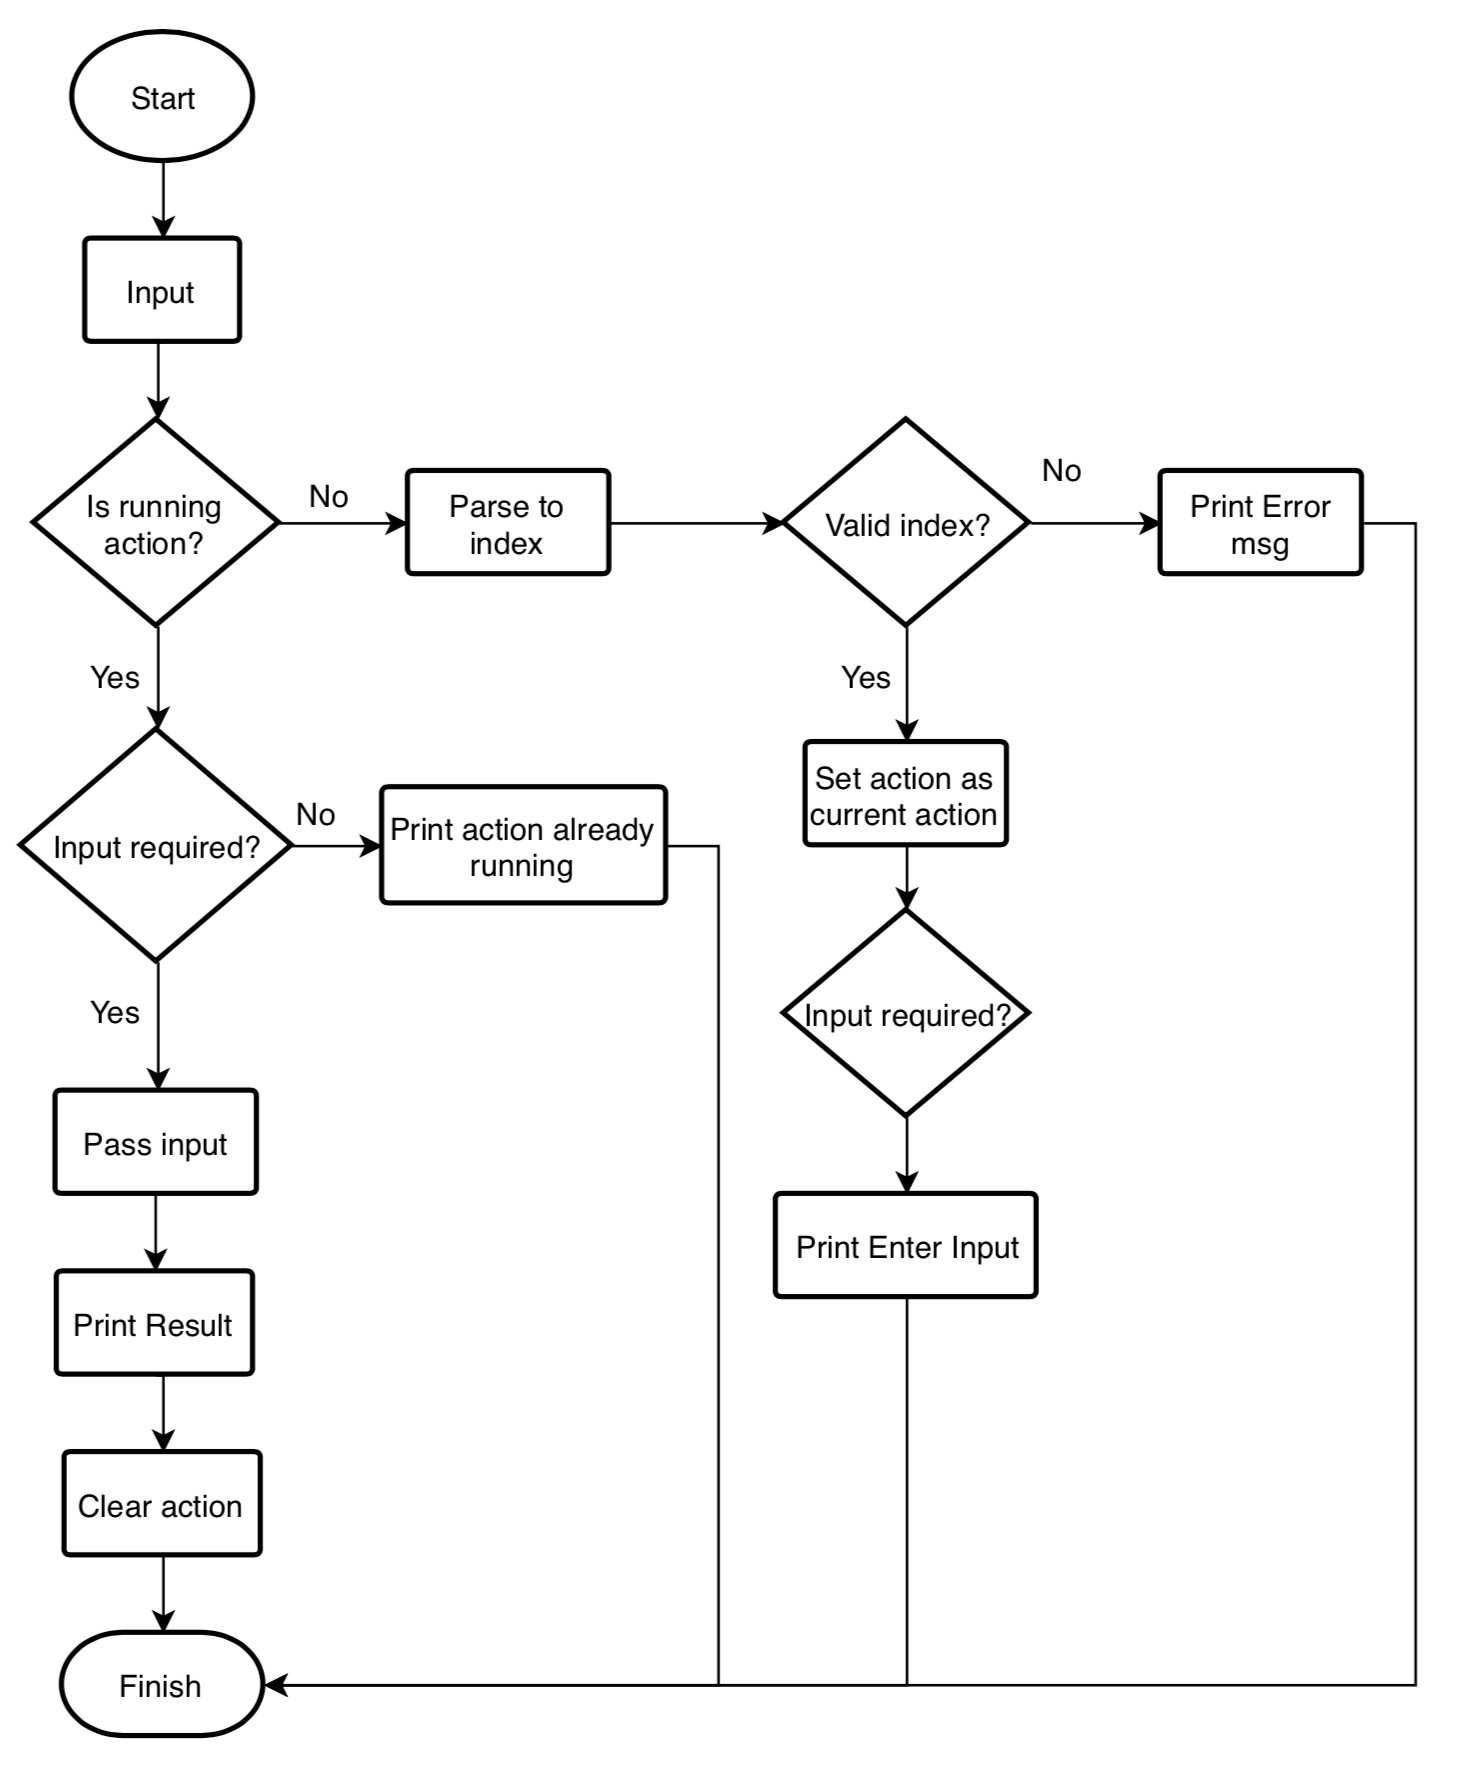 Start
Input
Is running
action?
No
Parse to
index
Valid index?
No
Print Error
msg
Yes
Yes
Set action as
current action
Input required?
No
Print action already
running
Yes
Input required?
Pass input
Print Enter Input
Print Result
Clear action
Finish